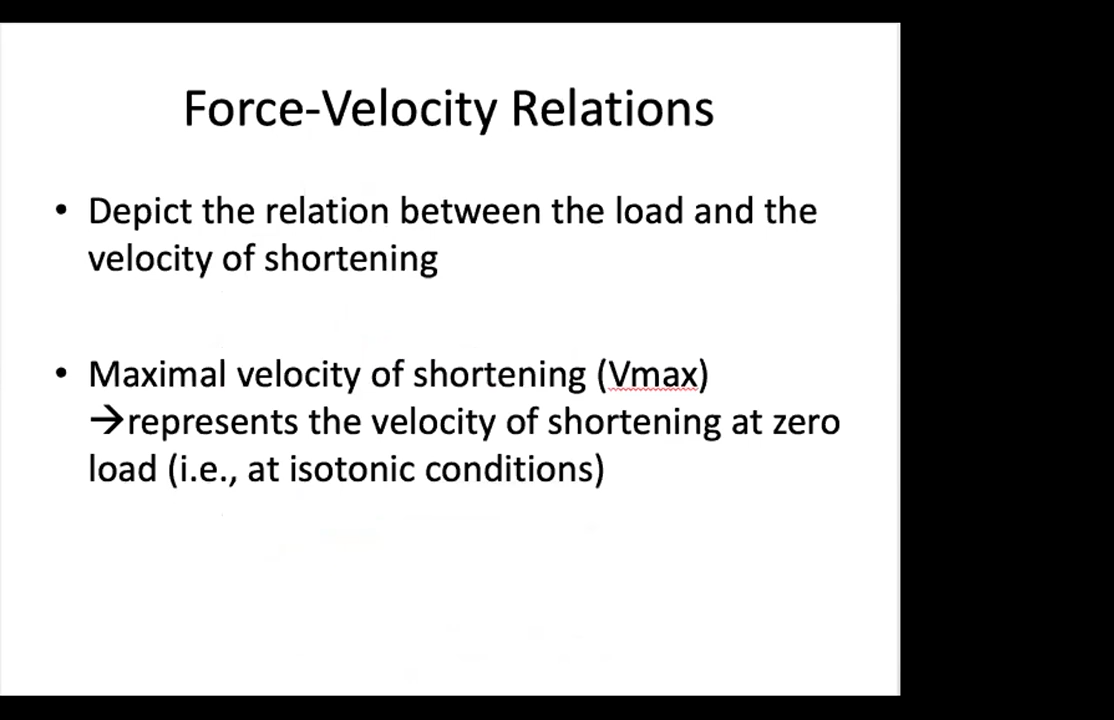 Force-Velocity Relations
• Depict the relation between the load and the
velocity of shortening
• Maximal velocity of shortening (Vmax)
→represents the velocity of shortening at zero
load (i.e., at isotonic conditions)